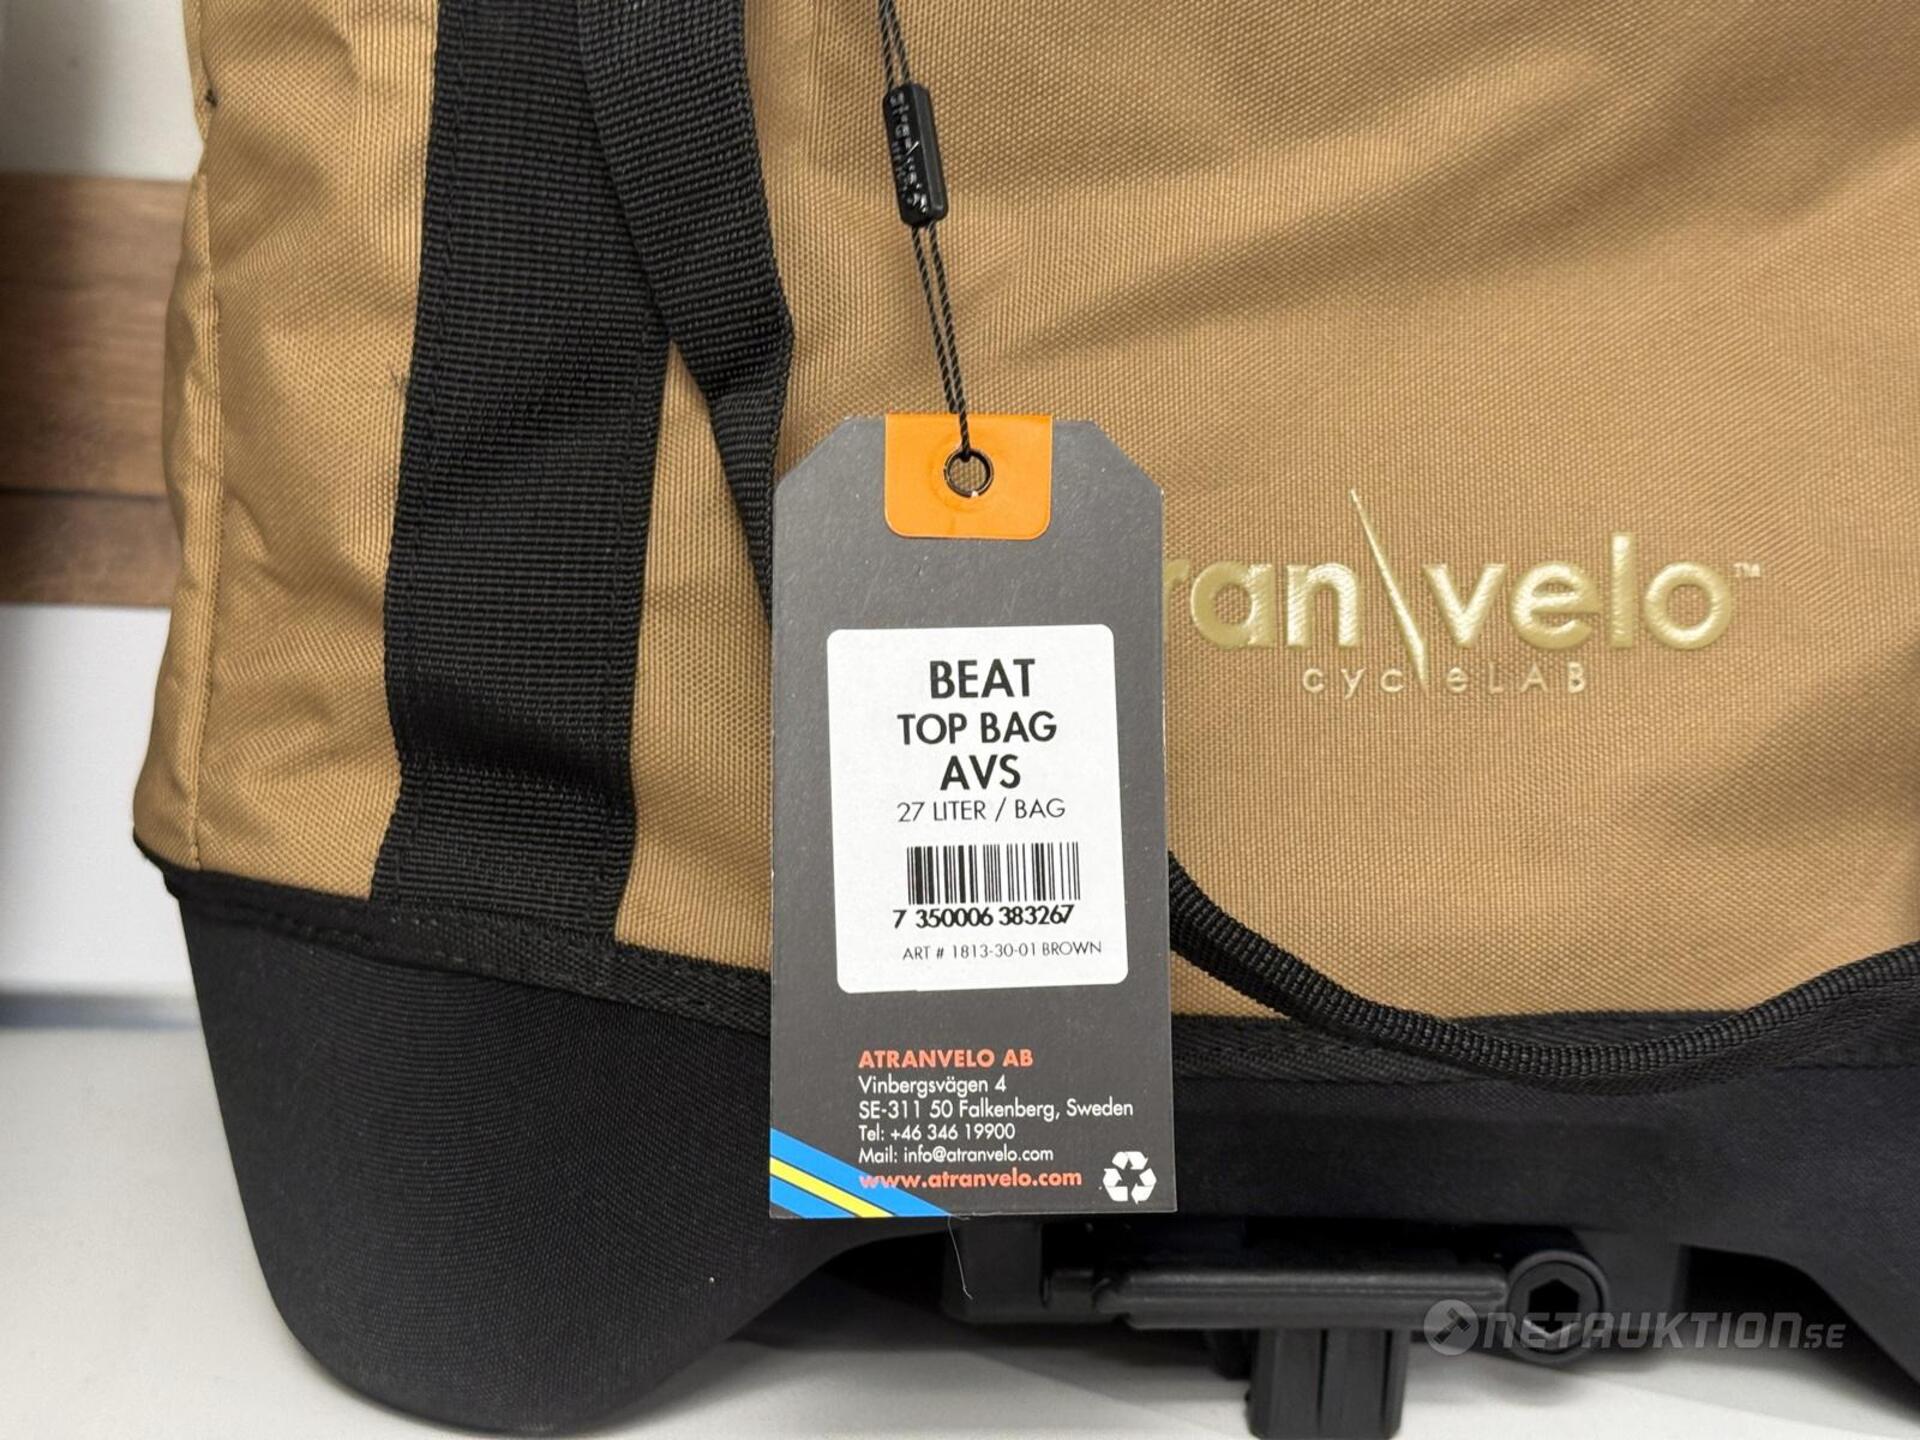 ran velo™
cycleLAB
BEAT
TOP BAG
AVS
27 LITER / BAG
7 350006 383267
ART # 1813-30-01 BROWN
ATRANVELO AB
Vinbergsvägen 4
SE-311 50 Falkenberg, Sweden
Tel: +46 346 19900
Mail: info@atranvelo.com
www.atranvelo.com
NETAUKTION.SE